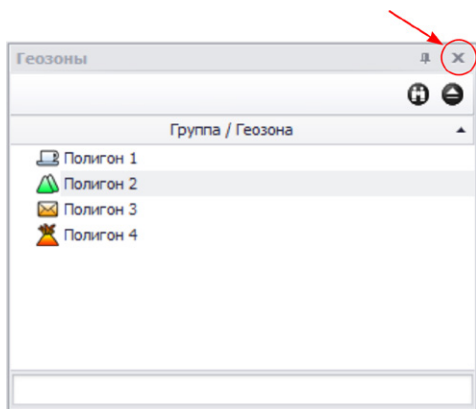 Геозоны
Группа / Геозона
Полигон 1
Полигон 2
Полигон 3
Полигон 4